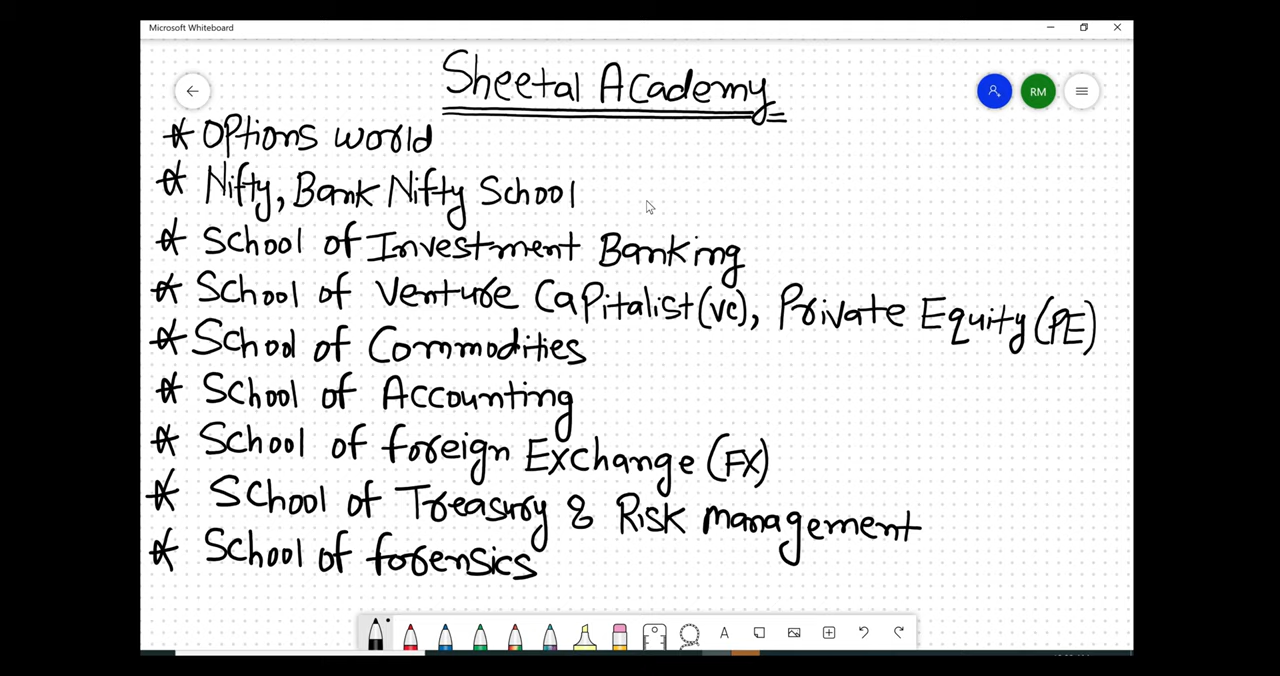 Microsoft Whiteboard
Sheetal Academy
RM
* Options world
* Nifty, Bank Nifty School
* School of Investment Banking
* School of Venture Capitalist(VC), Private Equity (PE)
* School of Commodities
* School of Accounting
* School of foreign Exchange (FX)
* School of Treasury & Risk management
* School of forensics
A